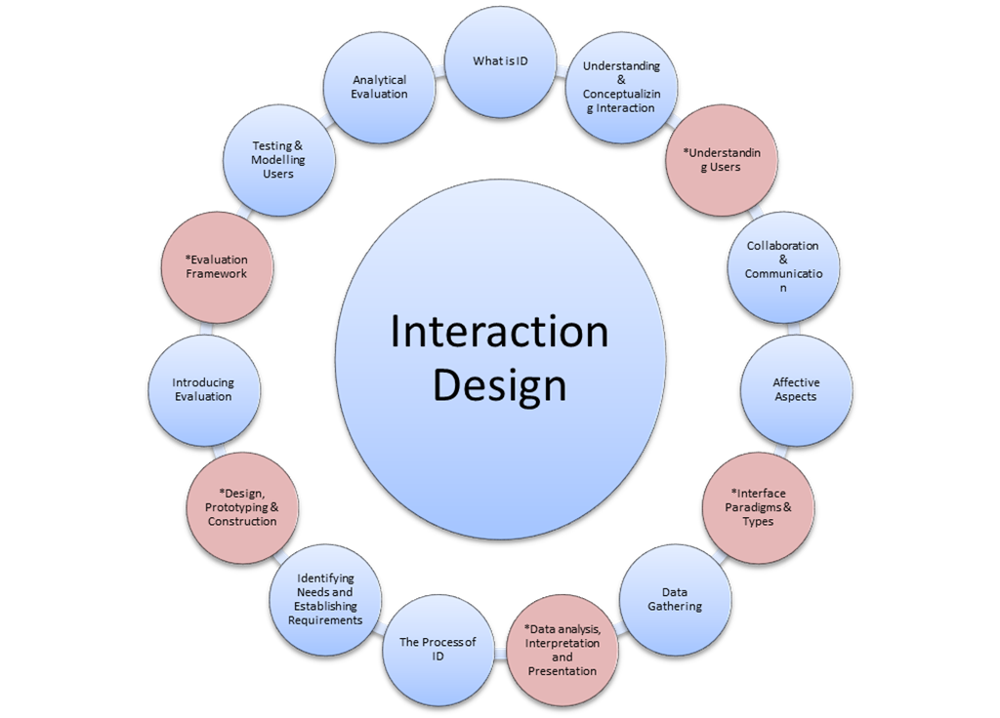 What is ID
Understanding
&
Conceptualizin
g Interaction
*Understandin
g Users
Collaboration
&
Communicatio
n
Affective
Aspects
*Interface
Paradigms &
Types
Data
Gathering
*Data analysis,
Interpretation
and
Presentation
The Process of
ID
Identifying
Needs and
Establishing
Requirements
*Design,
Prototyping &
Construction
Introducing
Evaluation
*Evaluation
Framework
Testing &
Modelling
Users
Analytical
Evaluation
Interaction
Design